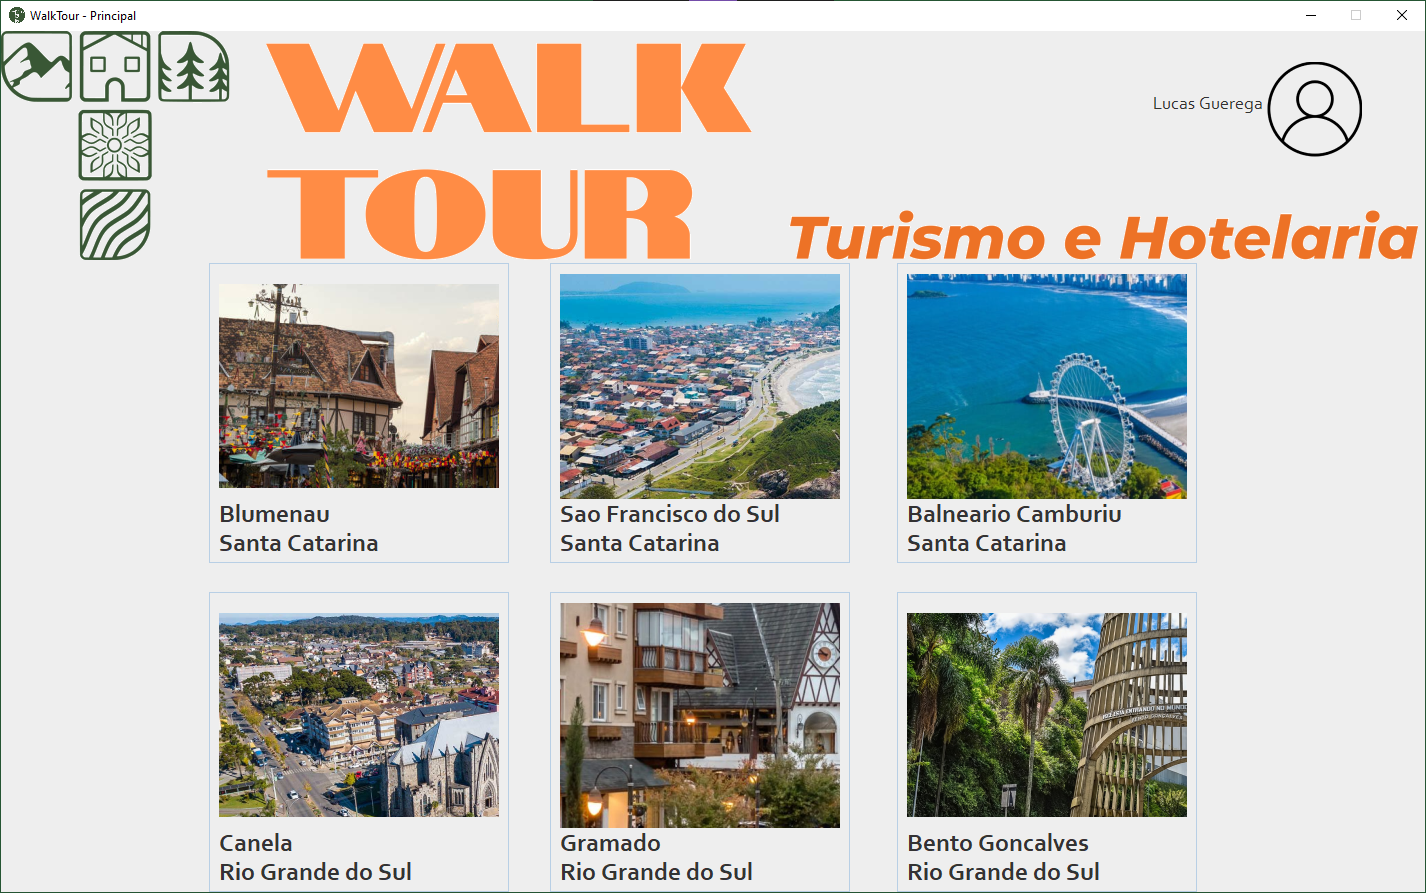 WalkTour - Principal
WALK
TOUR
Lucas Guerega
Turismo e Hotelaria
Blumenau
Santa Catarina
Sao Francisco do Sul
Santa Catarina
Balneario Camburiu
Santa Catarina
Canela
Rio Grande do Sul
Gramado
Rio Grande do Sul
Bento Goncalves
Rio Grande do Sul